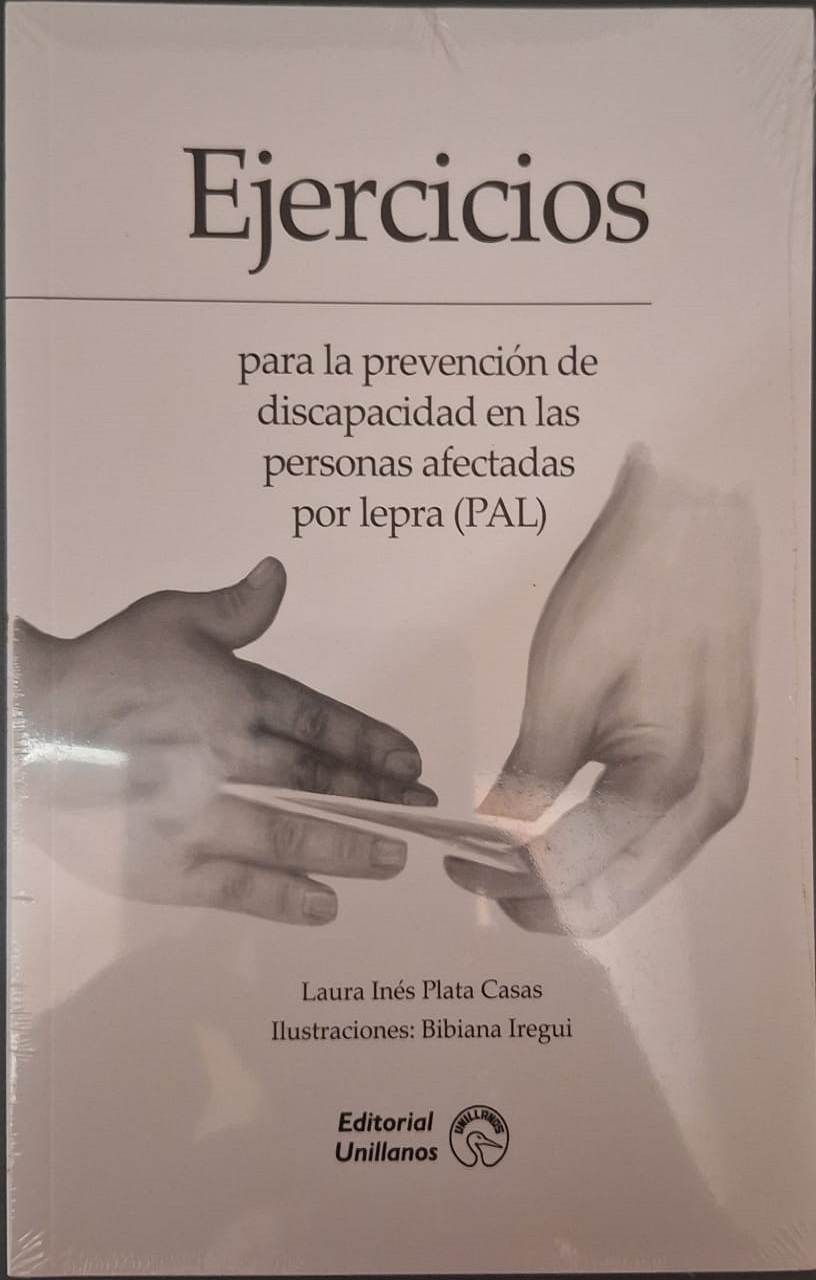 Ejercicios
para la prevención de
discapacidad en las
personas afectadas
por lepra (PAL)
Laura Inés Plata Casas
Ilustraciones: Bibiana Iregui
Editorial
Unillanos
UNILLANOS